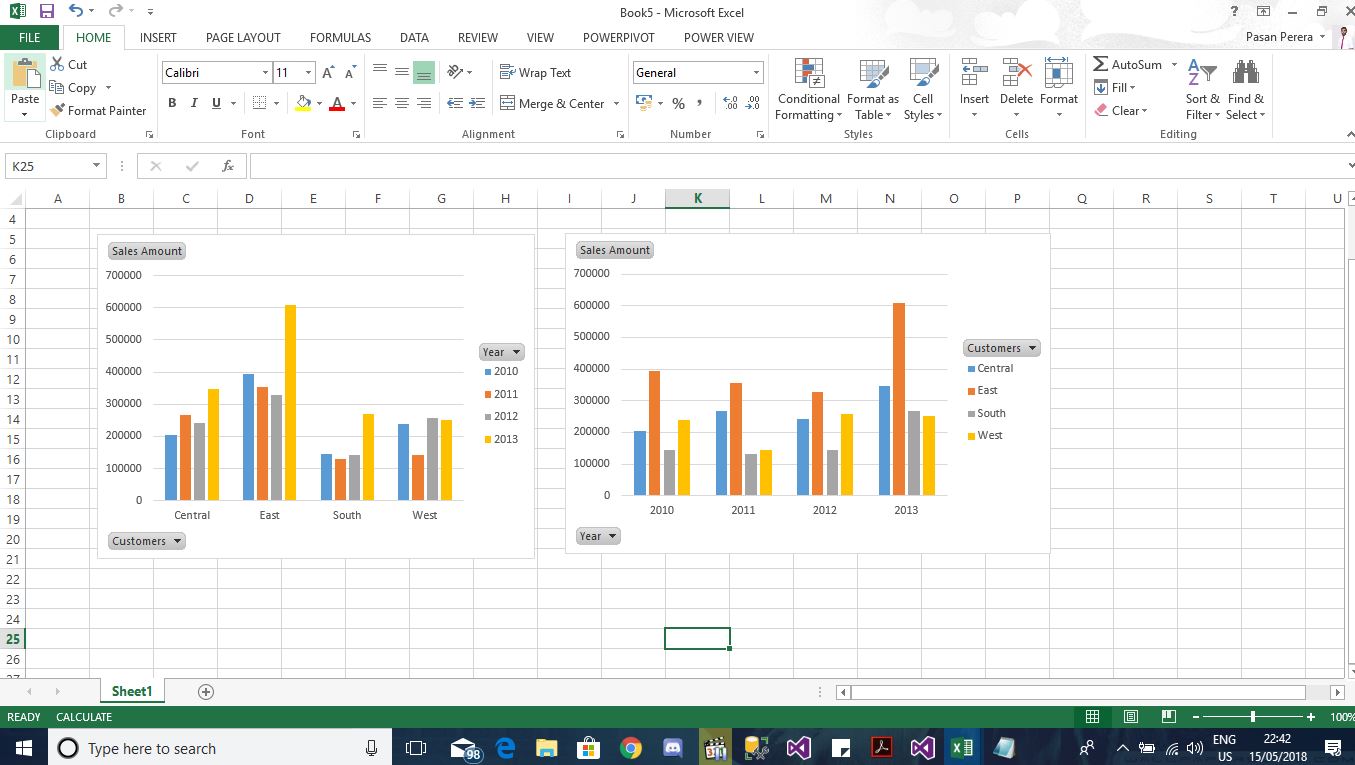 Book5 - Microsoft Excel
?
FILE HOME INSERT PAGE LAYOUT FORMULAS DATA REVIEW VIEW POWERPIVOT POWER VIEW Pasan Perera
Paste
Cut
Copy
Format Painter
Clipboard
Calibri 11
B I U
Font
Wrap Text
Merge & Center
Alignment
General
%
Number
Conditional Formatting
Format as Table
Cell Styles
Styles
Insert Delete Format
Cells
AutoSum
Fill
Clear
Sort & Filter
Find & Select
Editing
K25
fx
A B C D E F G H I J K L M N O P Q R S T U
4
5
6
7
8
9
10
11
12
13
14
15
16
17
18
19
20
21
22
23
24
25
26
27
Sales Amount
700000
600000
500000
400000
300000
200000
100000
0
Central East South West
Customers
Year
2010
2011
2012
2013
Sales Amount
700000
600000
500000
400000
300000
200000
100000
0
2010 2011 2012 2013
Year
Customers
Central
East
South
West
Sheet1
READY CALCULATE 100%
Type here to search
98
ENG
US
22:42
15/05/2018